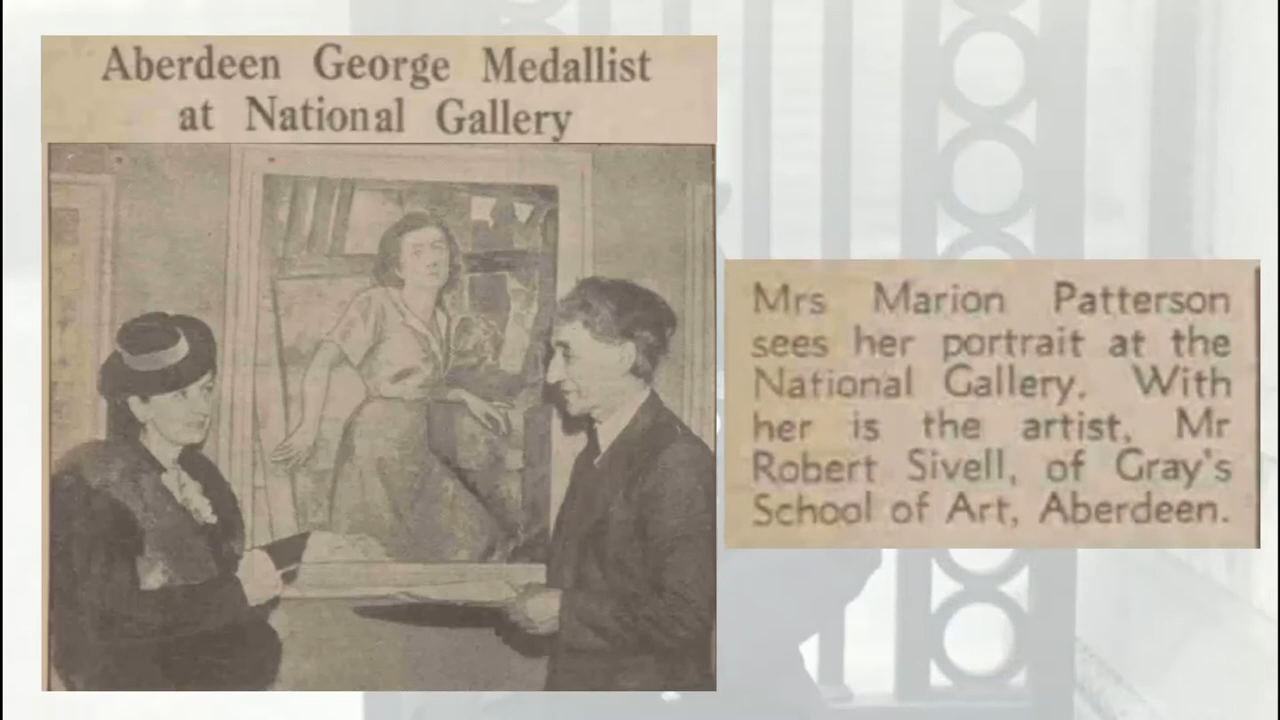 Aberdeen George Medallist
at National Gallery
Mrs Marion Patterson
sees her portrait at the
National Gallery. With
her is the artist, Mr
Robert Sivell, of Gray's
School of Art, Aberdeen.